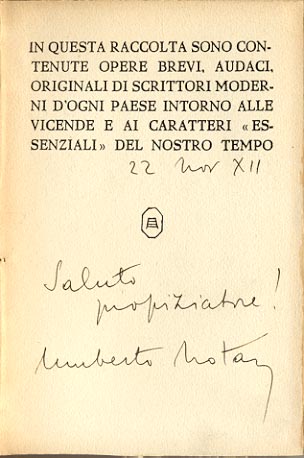 IN QUESTA RACCOLTA SONO CON-
TENUTE OPERE BREVI, AUDACI,
ORIGINALI DI SCRITTORI MODER-
NI D'OGNI PAESE INTORNO ALLE
VICENDE E AI CARATTERI «ES-
SENZIALI» DEL NOSTRO TEMPO
22 Nov XII
Saluto
propiziatore!
Umberto Notari